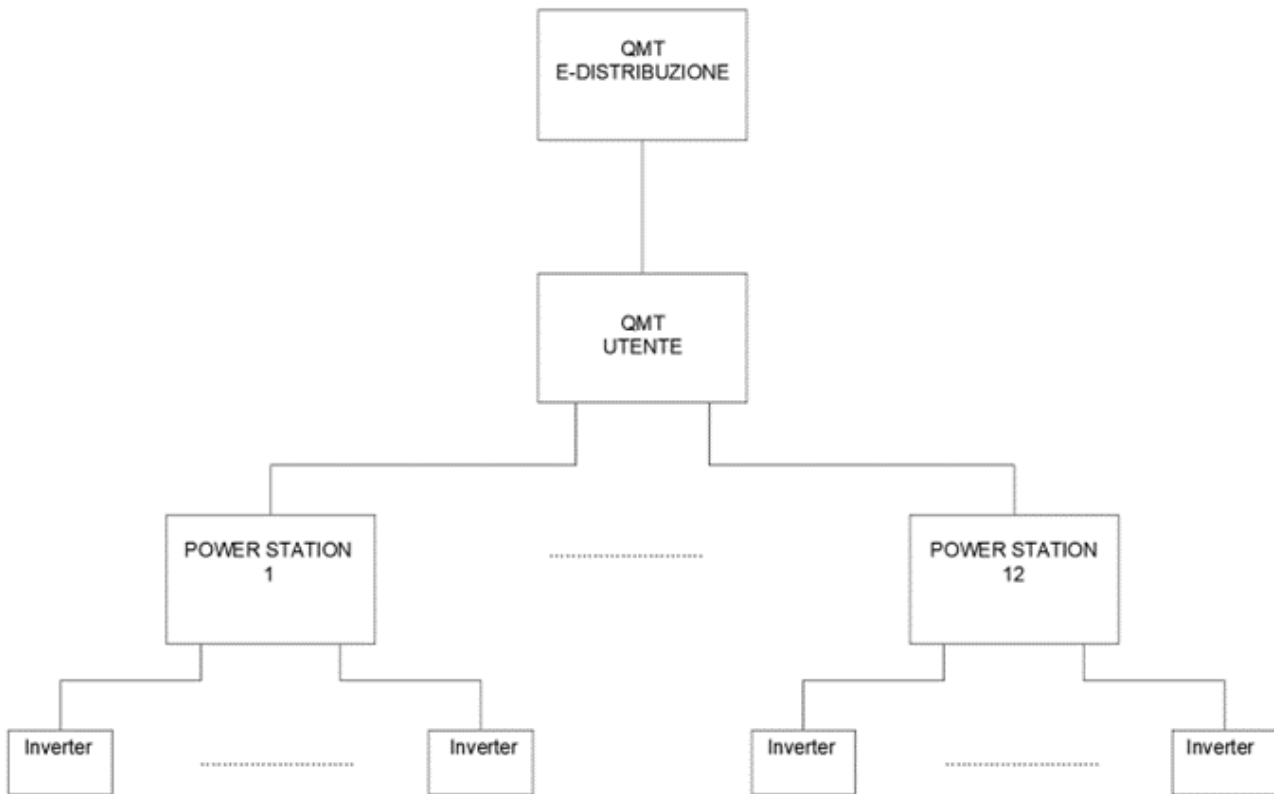 QMT
E-DISTRIBUZIONE
QMT
UTENTE
POWER STATION
1
POWER STATION
12
Inverter
Inverter
Inverter
Inverter